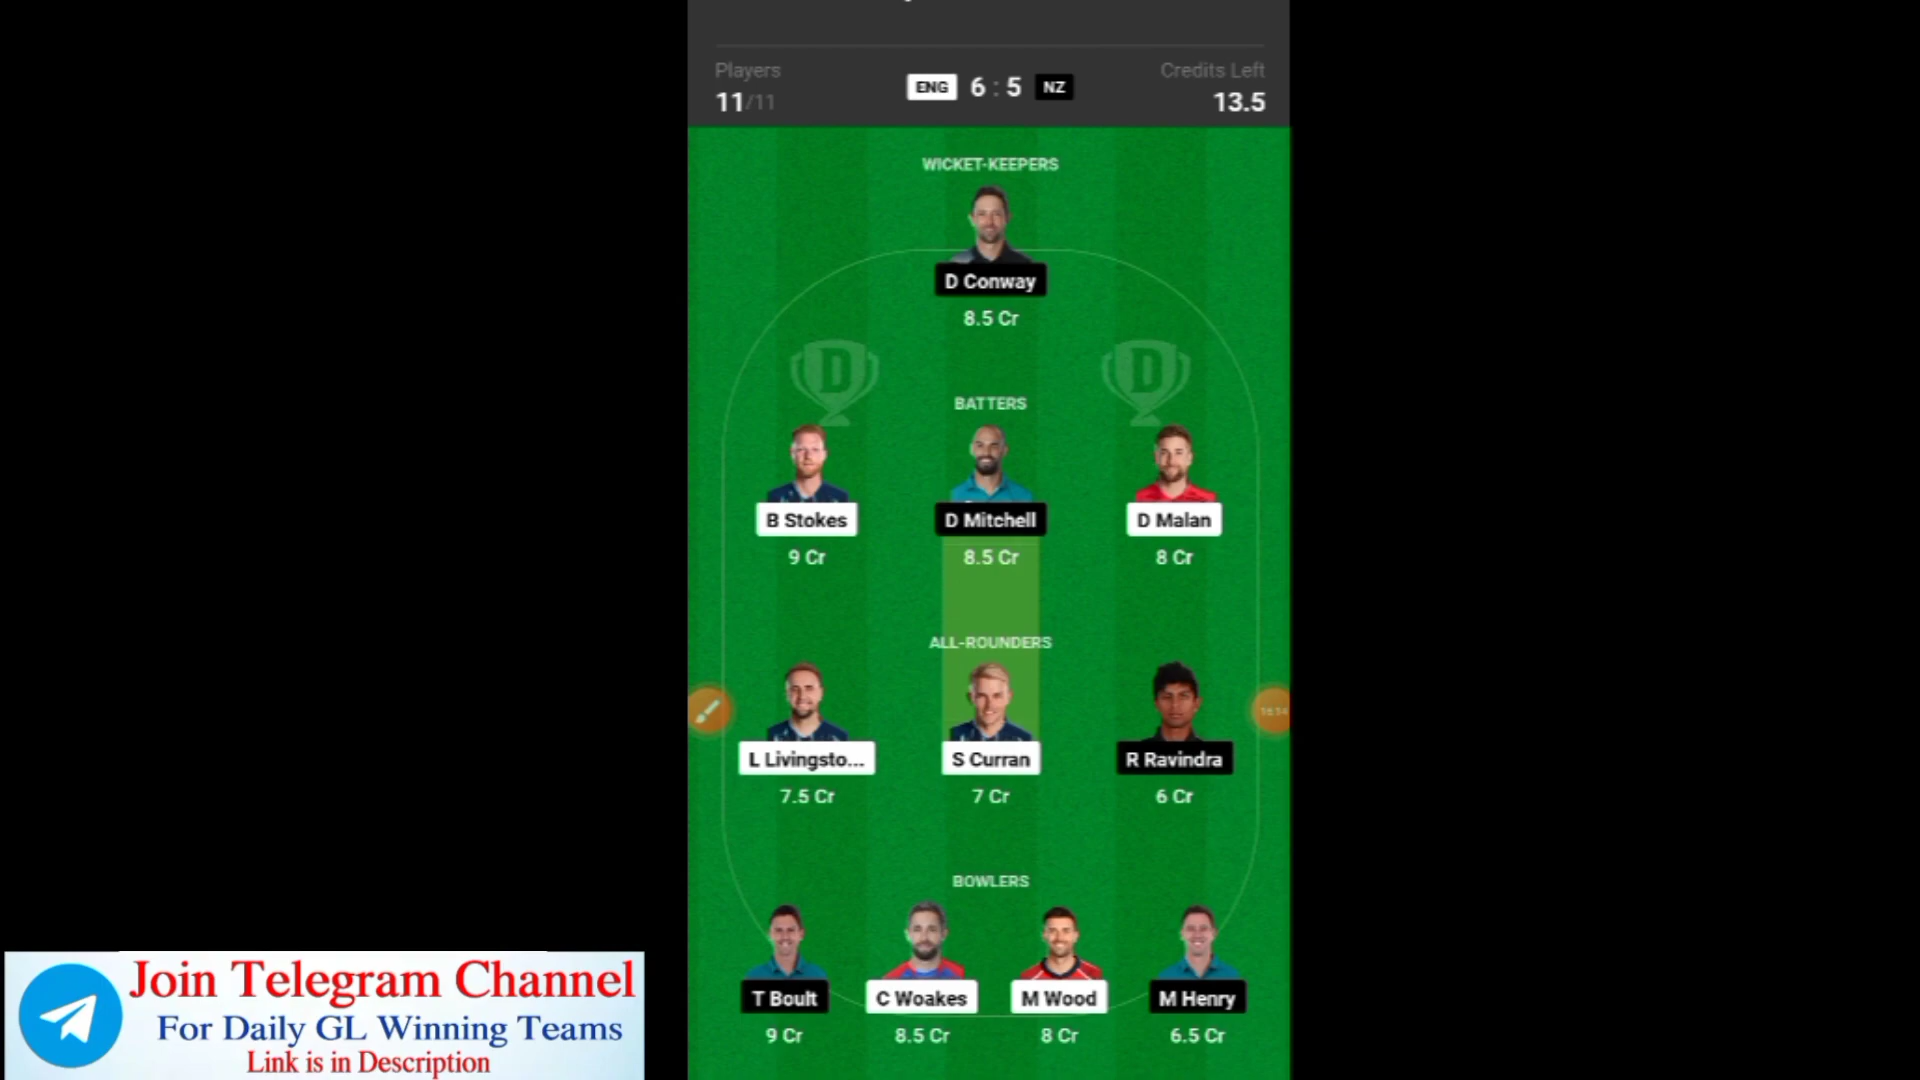 Players
Credits Left
11/11
ENG 6 : 5 NZ
13.5
WICKET-KEEPERS
D Conway
8.5 Cr
D
D
BATTERS
B Stokes
D Mitchell
D Malan
9 Cr
8.5 Cr
8 Cr
ALL-ROUNDERS
L Livingsto...
S Curran
R Ravindra
7.5 Cr
7 Cr
6 Cr
BOWLERS
T Boult
C Woakes
M Wood
M Henry
9 Cr
8.5 Cr
8 Cr
6.5 Cr
Join Telegram Channel
For Daily GL Winning Teams
Link is in Description